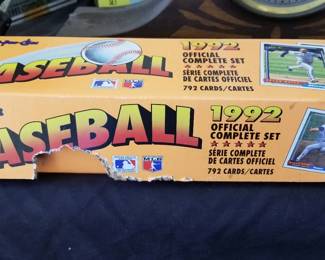 BASEBALL
1992
OFFICIAL
COMPLETE SET
SÉRIE COMPLETE
DE CARTES OFFICIEL
792 CARDS/CARTES
BASEBALL
1992
OFFICIAL
COMPLETE SET
SÉRIE COMPLETE
DE CARTES OFFICIEL
792 CARDS/CARTES